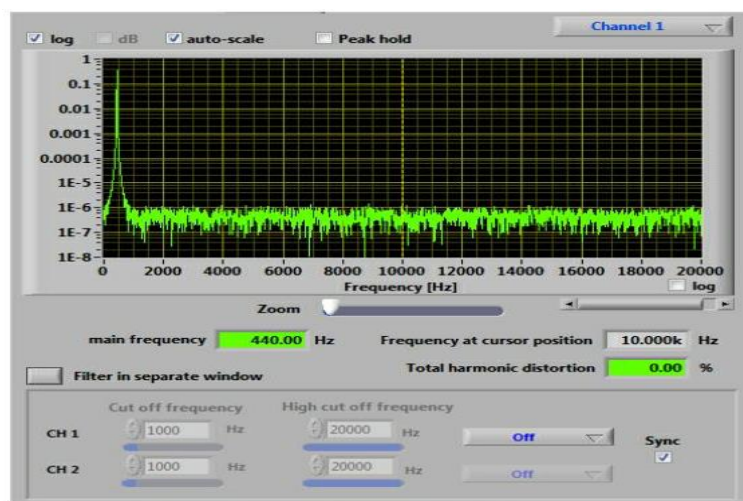 Channel 1
log dB auto-scale Peak hold
1
0.1
0.01
0.001
0.0001
1E-5
1E-6
1E-7
1E-8
0 2000 4000 6000 8000 10000 12000 14000 16000 18000 20000
Frequency [Hz]
log
Zoom
main frequency 440.00 Hz Frequency at cursor position 10.000k Hz
Filter in separate window Total harmonic distortion 0.00 %
Cut off frequency High cut off frequency
CH 1 1000 Hz 20000 Hz Off Sync
CH 2 1000 Hz 20000 Hz Off